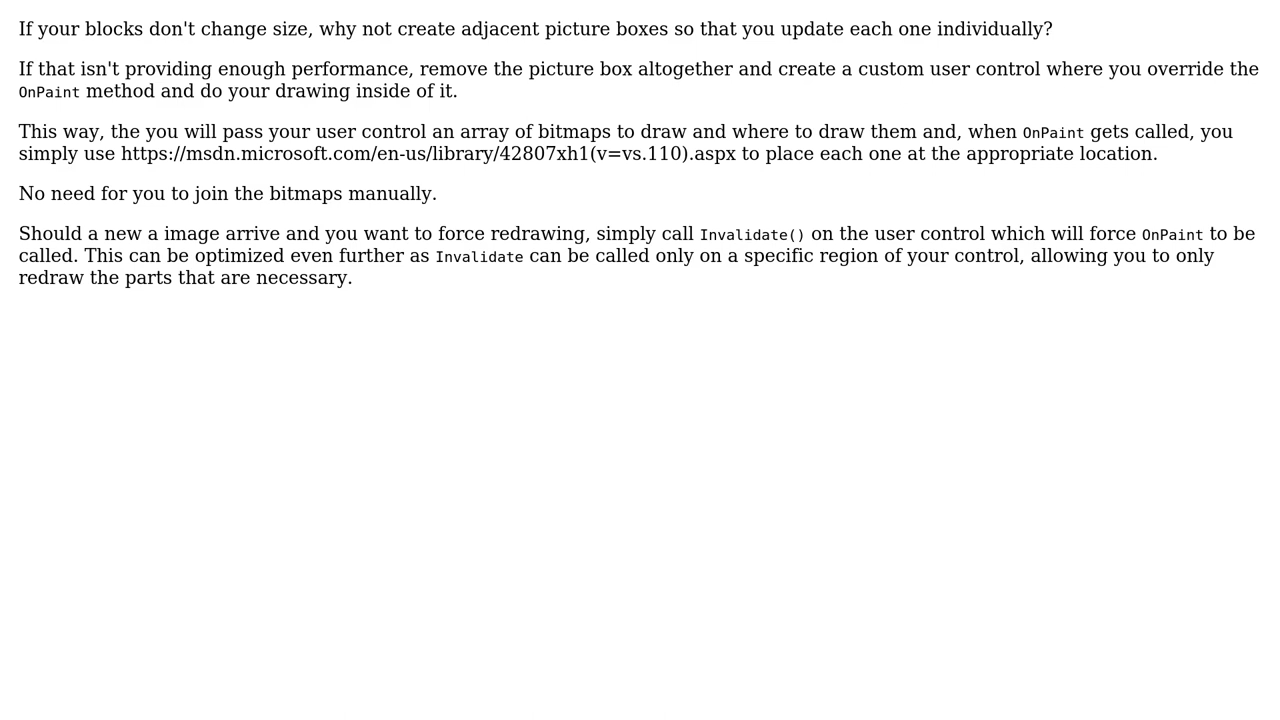 If your blocks don't change size, why not create adjacent picture boxes so that you update each one individually?
If that isn't providing enough performance, remove the picture box altogether and create a custom user control where you override the
OnPaint method and do your drawing inside of it.
This way, the you will pass your user control an array of bitmaps to draw and where to draw them and, when OnPaint gets called, you
simply use https://msdn.microsoft.com/en-us/library/42807xh1(v=vs.110).aspx to place each one at the appropriate location.
No need for you to join the bitmaps manually.
Should a new a image arrive and you want to force redrawing, simply call Invalidate() on the user control which will force OnPaint to be
called. This can be optimized even further as Invalidate can be called only on a specific region of your control, allowing you to only
redraw the parts that are necessary.